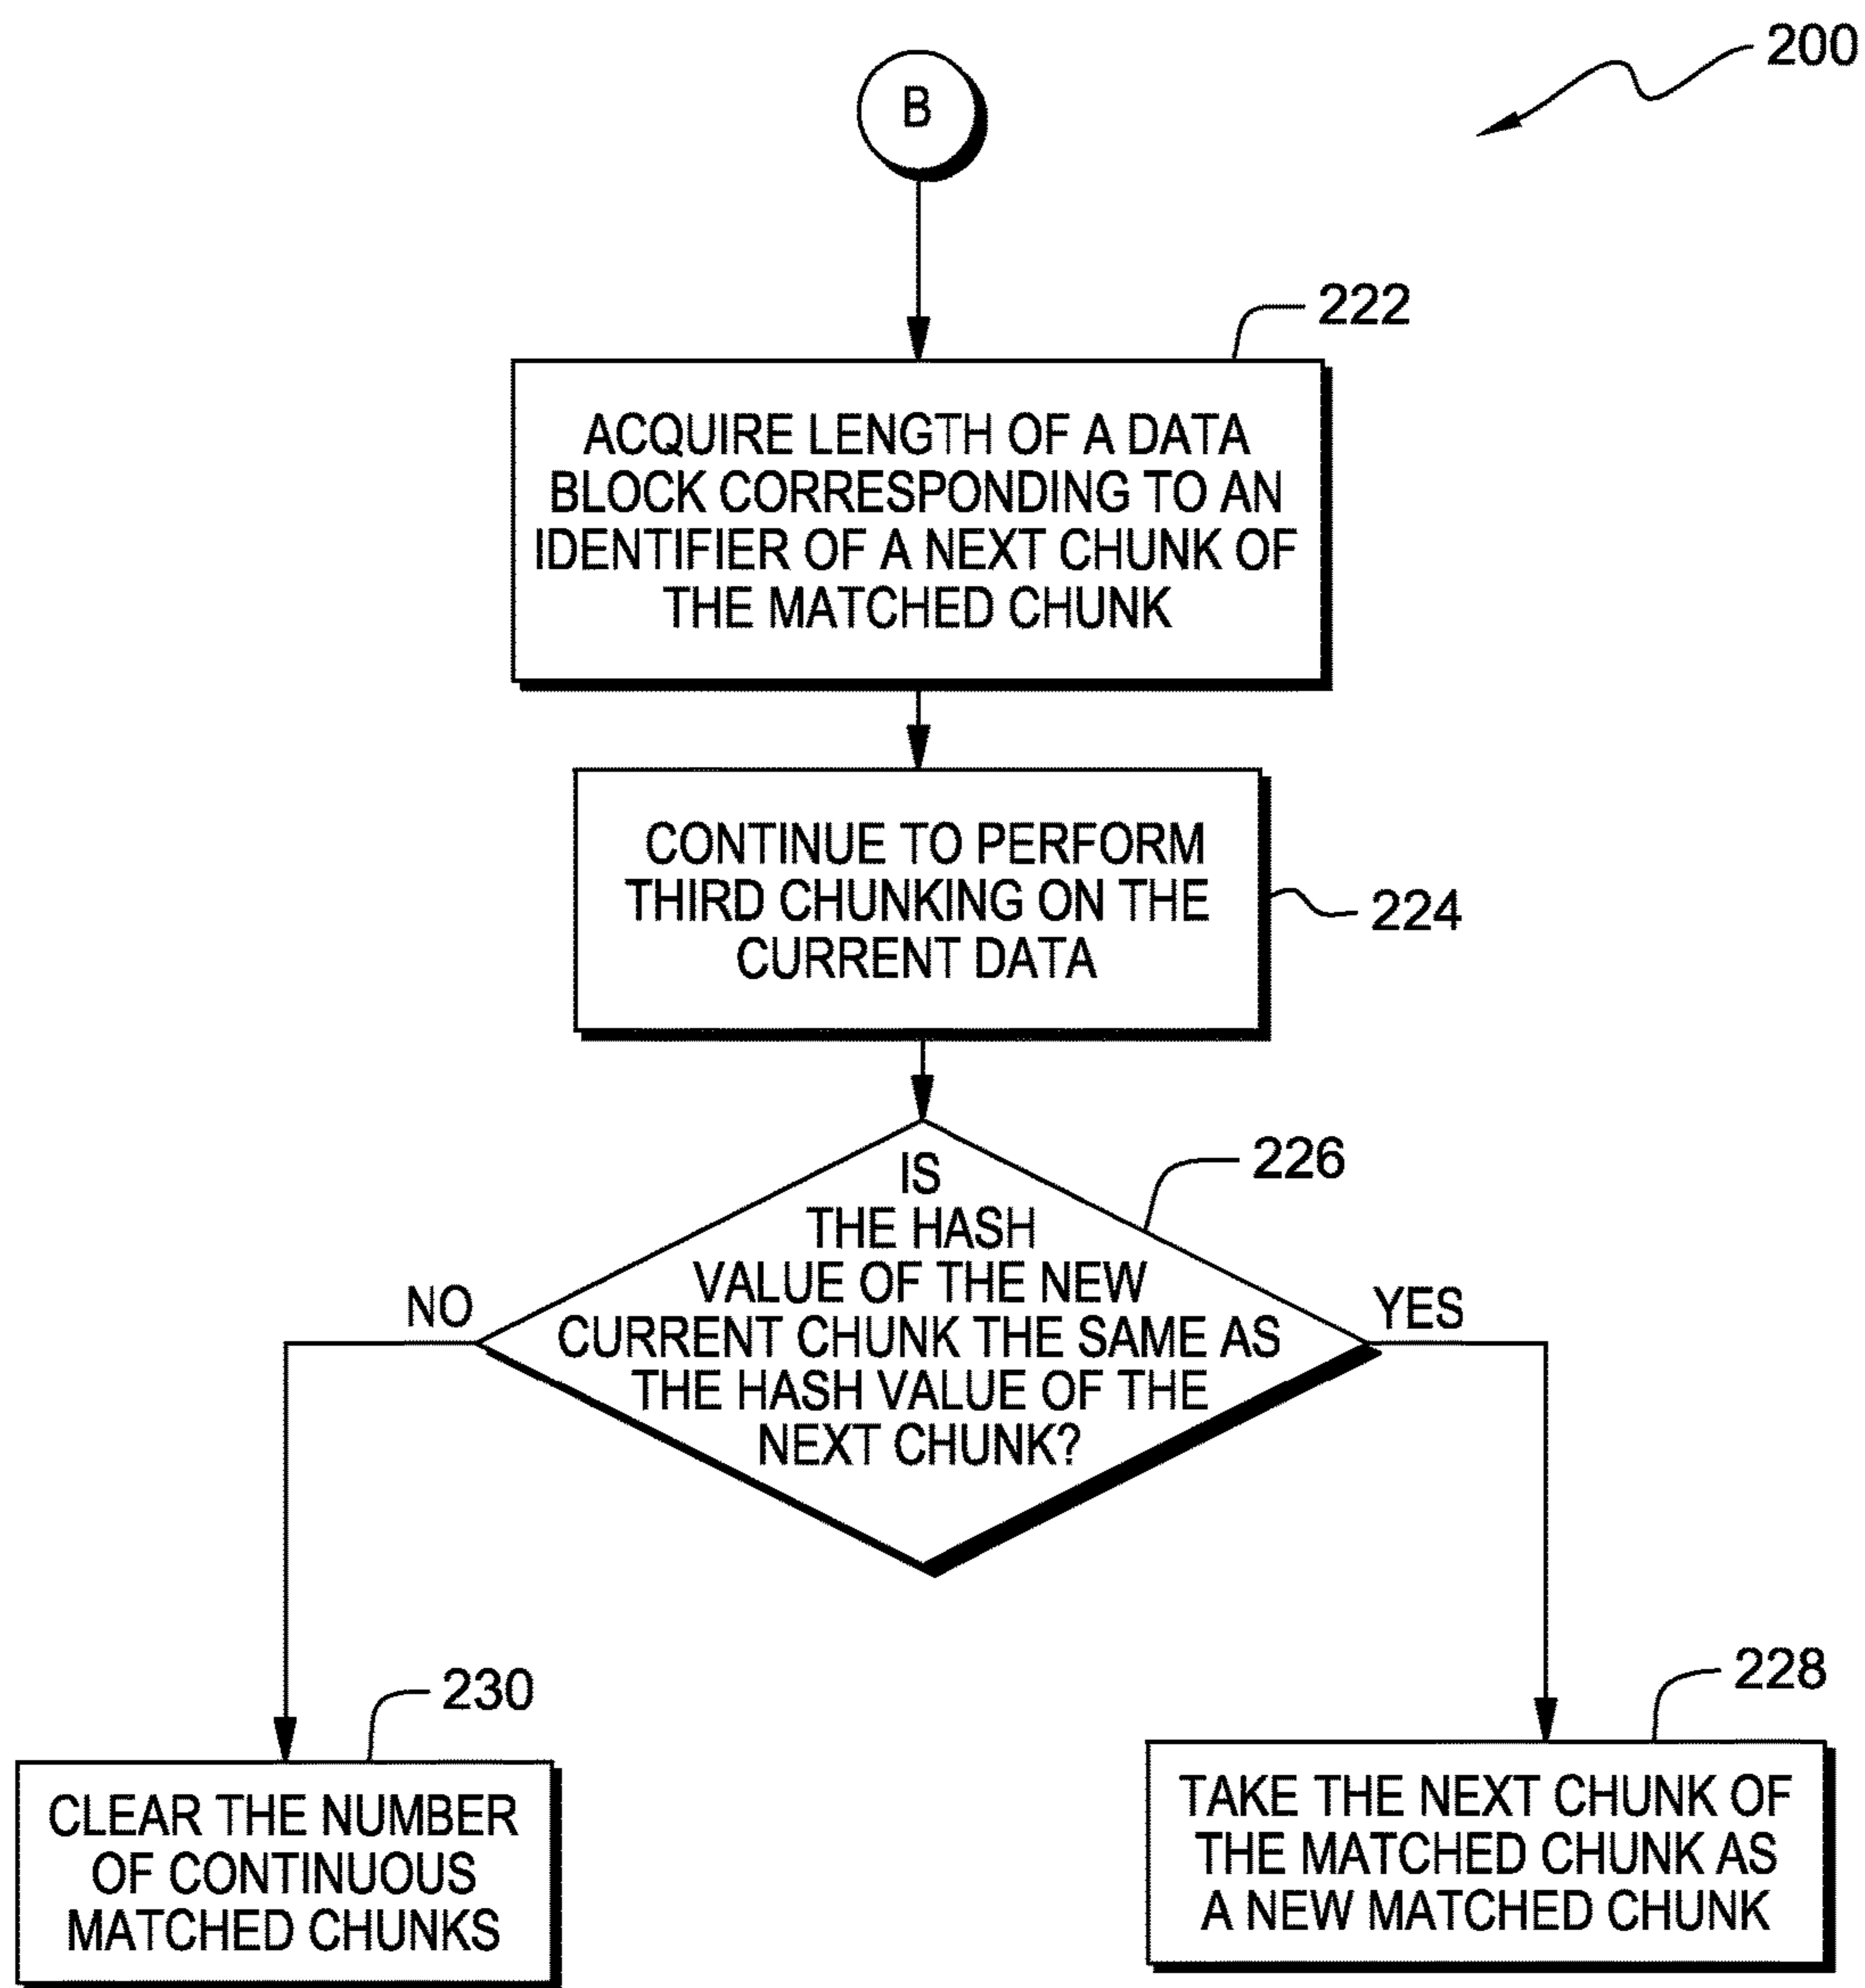 200
B
222
ACQUIRE LENGTH OF A DATA
BLOCK CORRESPONDING TO AN
IDENTIFIER OF A NEXT CHUNK OF
THE MATCHED CHUNK
CONTINUE TO PERFORM
THIRD CHUNKING ON THE
CURRENT DATA
224
226
IS
THE HASH
VALUE OF THE NEW
CURRENT CHUNK THE SAME AS
THE HASH VALUE OF THE
NEXT CHUNK?
NO
YES
230
CLEAR THE NUMBER
OF CONTINUOUS
MATCHED CHUNKS
228
TAKE THE NEXT CHUNK OF
THE MATCHED CHUNK AS
A NEW MATCHED CHUNK